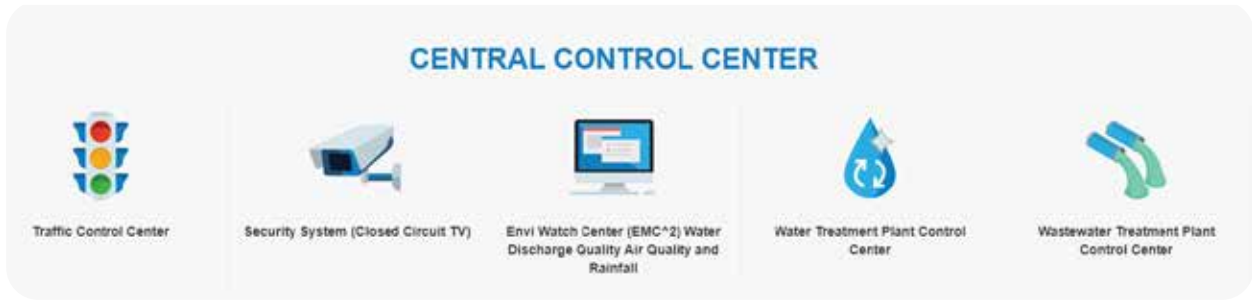 CENTRAL CONTROL CENTER
Traffic Control Center
Security System (Closed Circuit TV)
Envi Watch Center (EMC^2) Water
Discharge Quality Air Quality and
Rainfall
Water Treatment Plant Control
Center
Wastewater Treatment Plant
Control Center